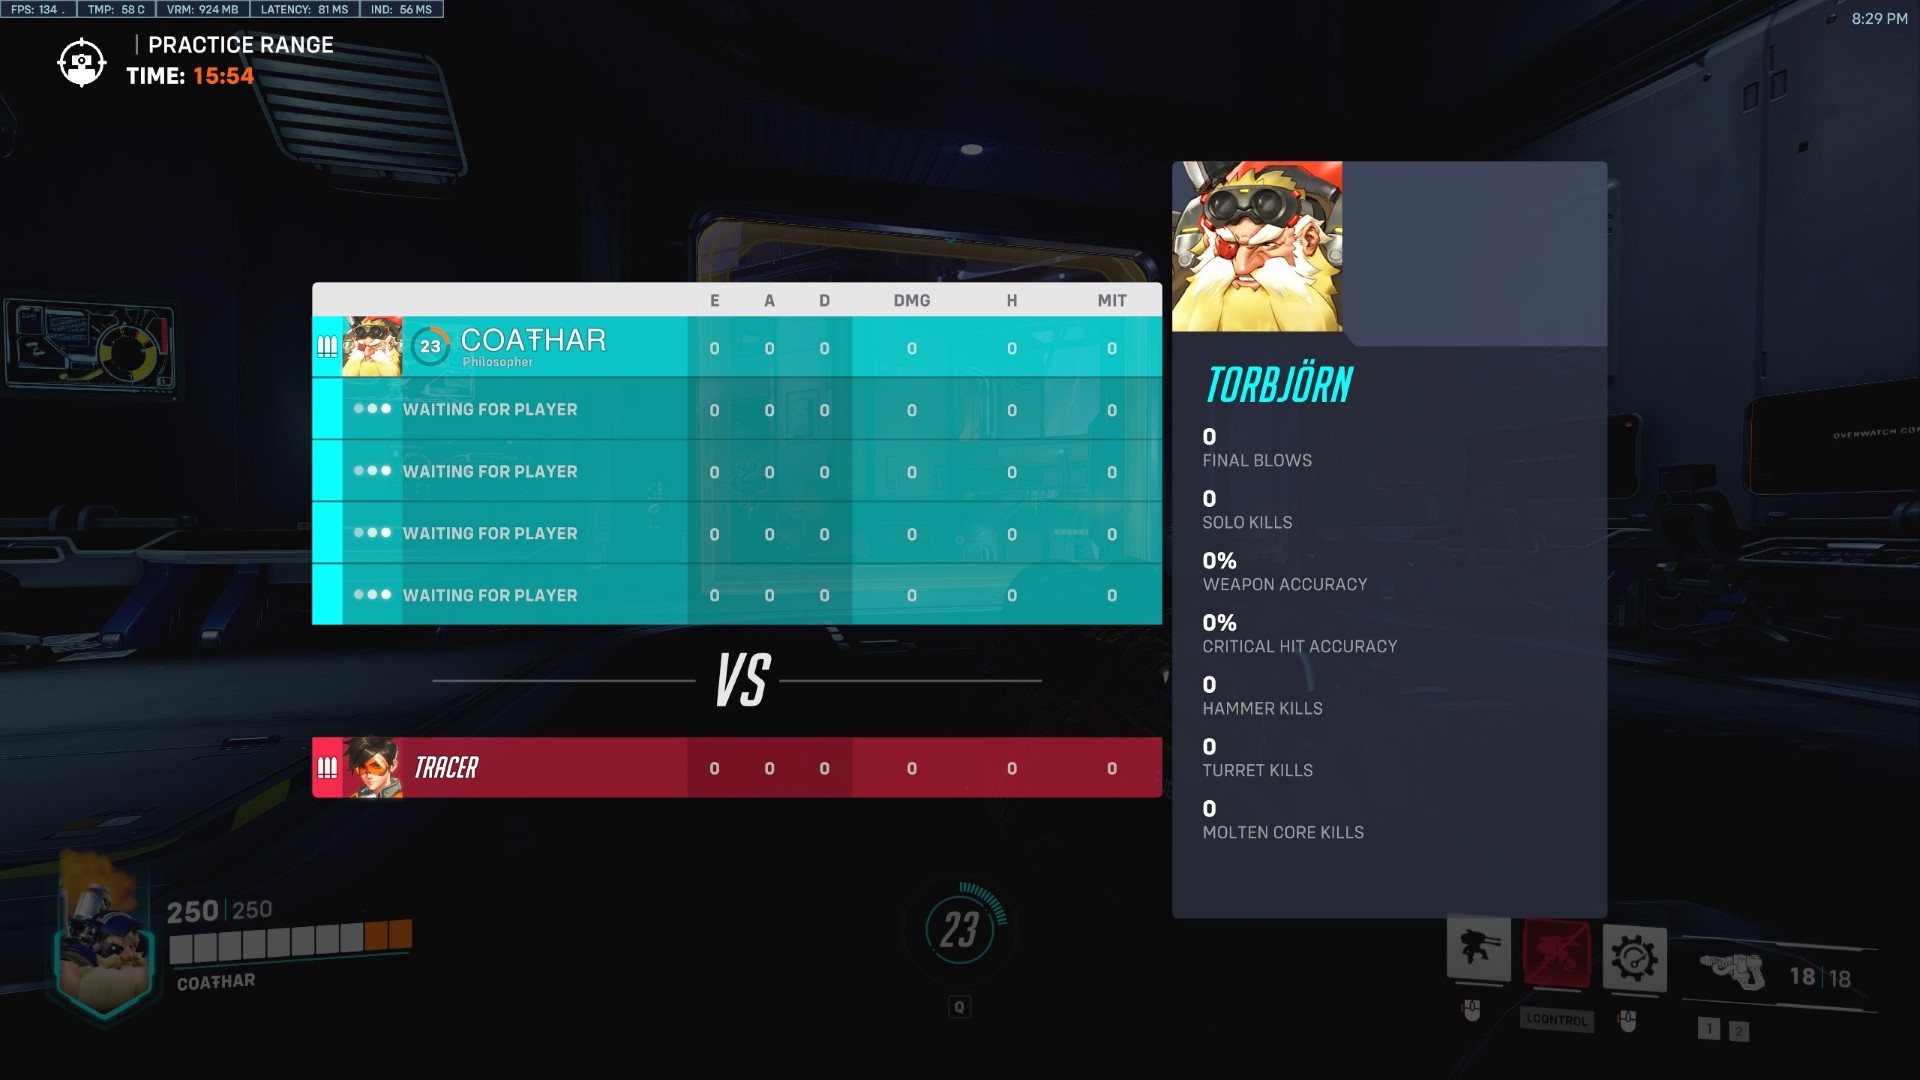 FPS: 134 . TMP: 58 C VRM: 924 MB LATENCY: 81 MS IND: 56 MS
8:29 PM
| PRACTICE RANGE
TIME: 15:54
E A D DMG H MIT
23 COAŦHAR 0 0 0 0 0 0
Philosopher
WAITING FOR PLAYER 0 0 0 0 0 0
WAITING FOR PLAYER 0 0 0 0 0 0
WAITING FOR PLAYER 0 0 0 0 0 0
WAITING FOR PLAYER 0 0 0 0 0 0
VS
TRACER 0 0 0 0 0 0
TORBJÖRN
0
FINAL BLOWS
0
SOLO KILLS
0%
WEAPON ACCURACY
0%
CRITICAL HIT ACCURACY
0
HAMMER KILLS
0
TURRET KILLS
0
MOLTEN CORE KILLS
OVERWATCH
250 | 250
COAŦHAR
23
Q
LCONTROL
18 | 18
1 2